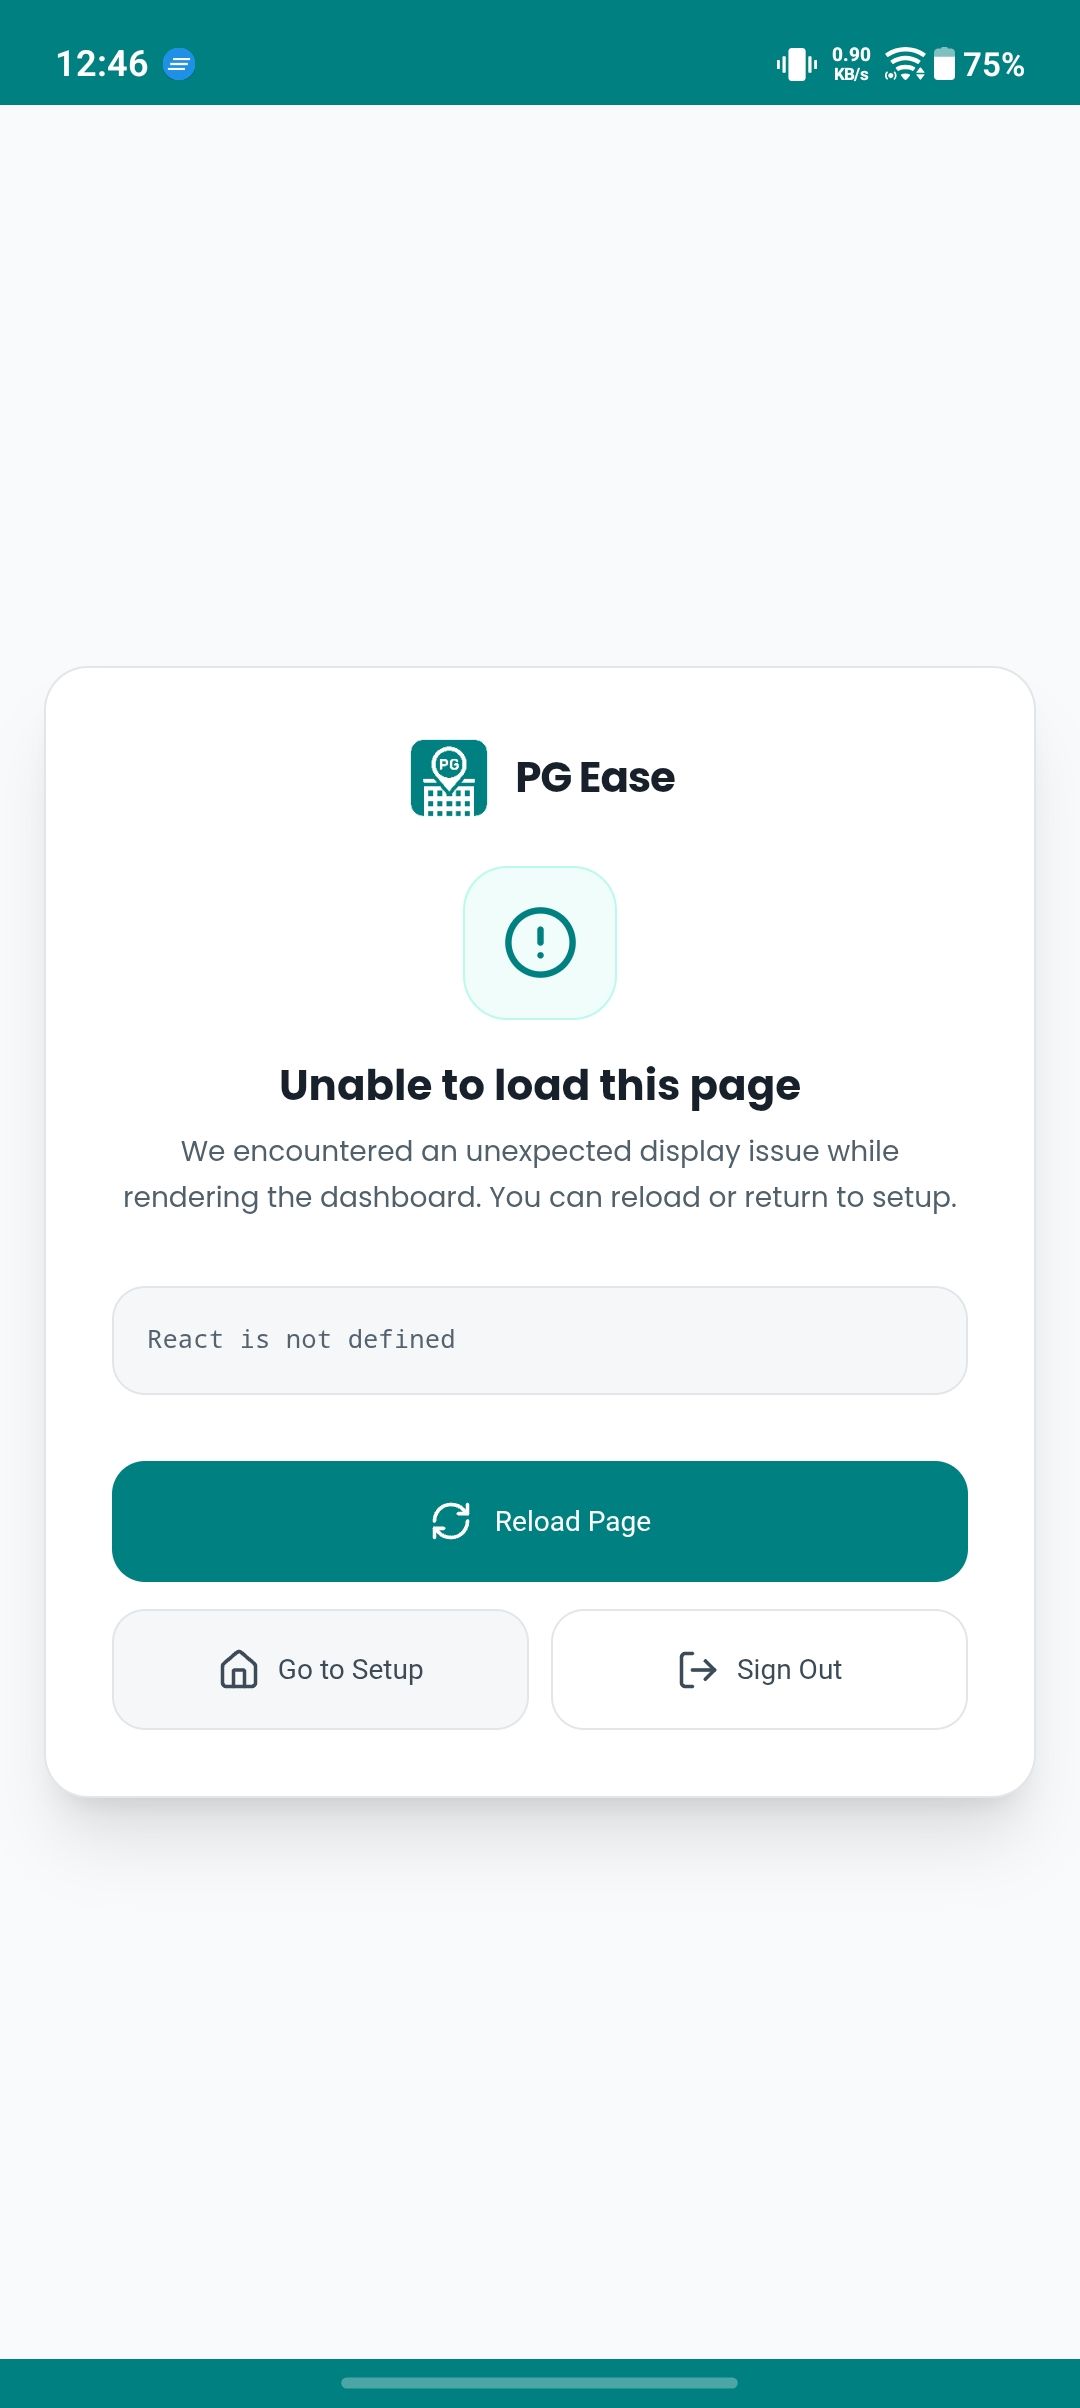 12:46
0.90
KB/s
75%
PG
PG Ease
Unable to load this page
We encountered an unexpected display issue while
rendering the dashboard. You can reload or return to setup.
React is not defined
Reload Page
Go to Setup
Sign Out